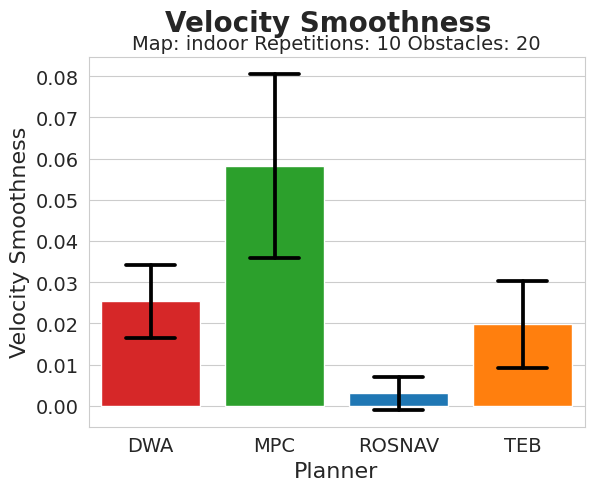 Velocity Smoothness
Map: indoor Repetitions: 10 Obstacles: 20
Velocity Smoothness
0.08
0.07
0.06
0.05
0.04
0.03
0.02
0.01
0.00
DWA MPC ROSNAV TEB
Planner